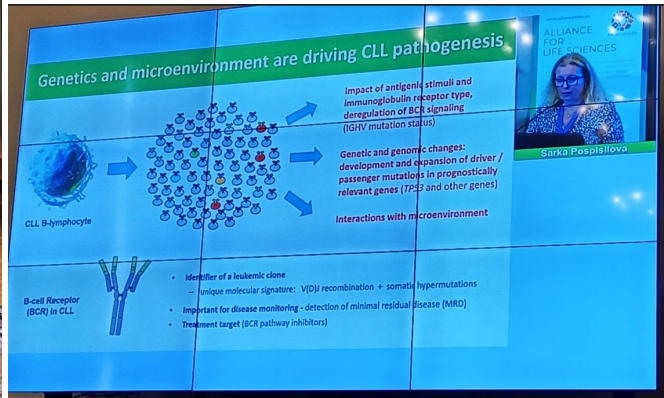 Genetics and microenvironment are driving CLL pathogenesis
ALLIANCE
FOR
LIFE SCIENCES
Sarka Pospisilova
Impact of antigenic stimuli and
immunoglobulin receptor type,
deregulation of BCR signaling
(IGHV mutation status)
Genetic and genomic changes:
development and expansion of driver /
passenger mutations in prognostically
relevant genes (TP53 and other genes)
Interactions with microenvironment
CLL B-lymphocyte
B-cell Receptor
(BCR) in CLL
• Identifier of a leukemic clone
– unique molecular signature: V(D)J recombination + somatic hypermutations
• Important for disease monitoring - detection of minimal residual disease (MRD)
• Treatment target (BCR pathway inhibitors)